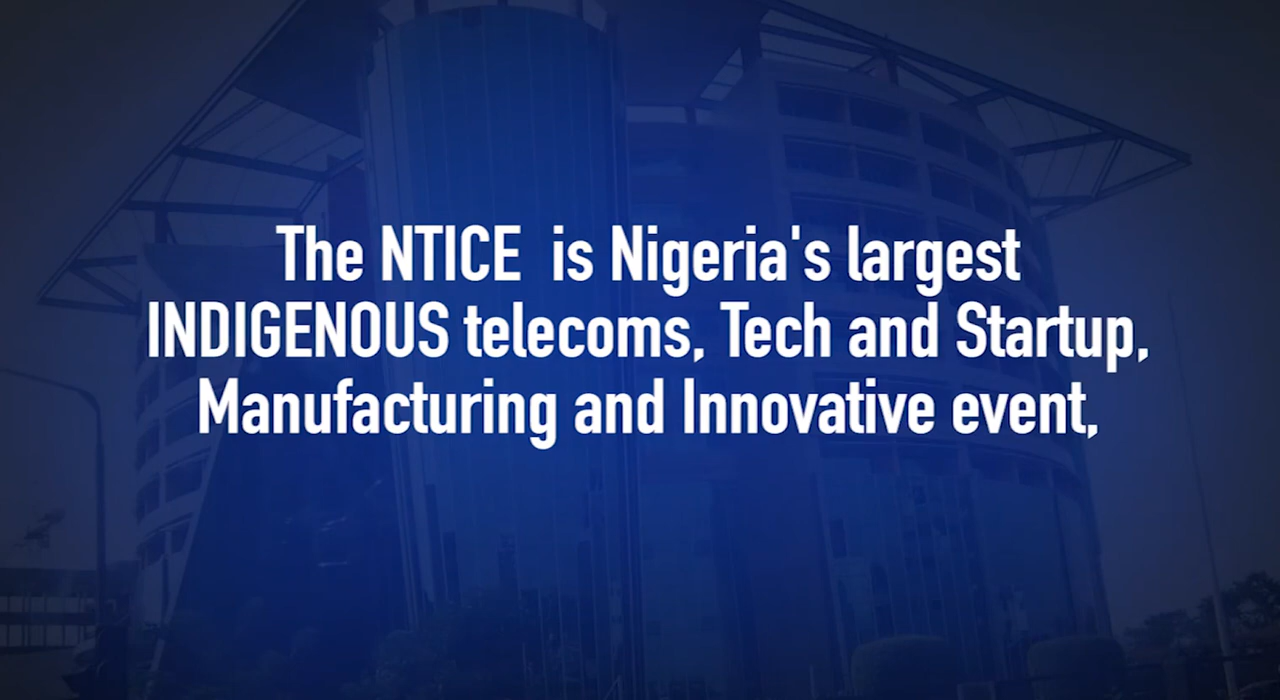 The NTICE  is Nigeria's largest
INDIGENOUS telecoms, Tech and Startup,
Manufacturing and Innovative event,